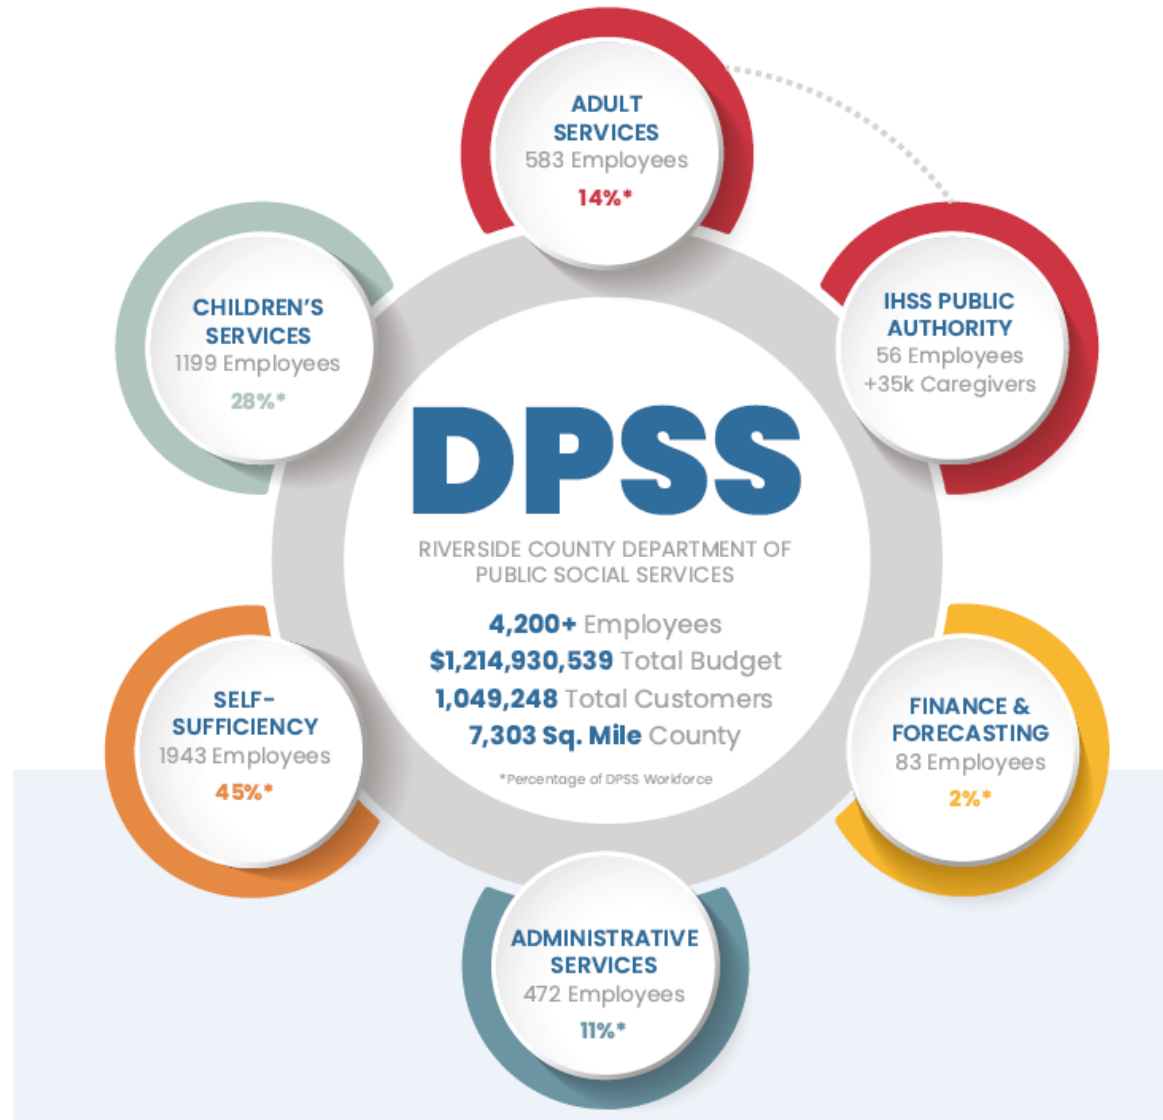 ADULT
SERVICES
583 Employees
14%*
IHSS PUBLIC
AUTHORITY
56 Employees
+35k Caregivers
CHILDREN'S
SERVICES
1199 Employees
28%*
DPSS
RIVERSIDE COUNTY DEPARTMENT OF
PUBLIC SOCIAL SERVICES
4,200+ Employees
$1,214,930,539 Total Budget
1,049,248 Total Customers
7,303 Sq. Mile County
*Percentage of DPSS Workforce
SELF-
SUFFICIENCY
1943 Employees
45%*
FINANCE &
FORECASTING
83 Employees
2%*
ADMINISTRATIVE
SERVICES
472 Employees
11%*